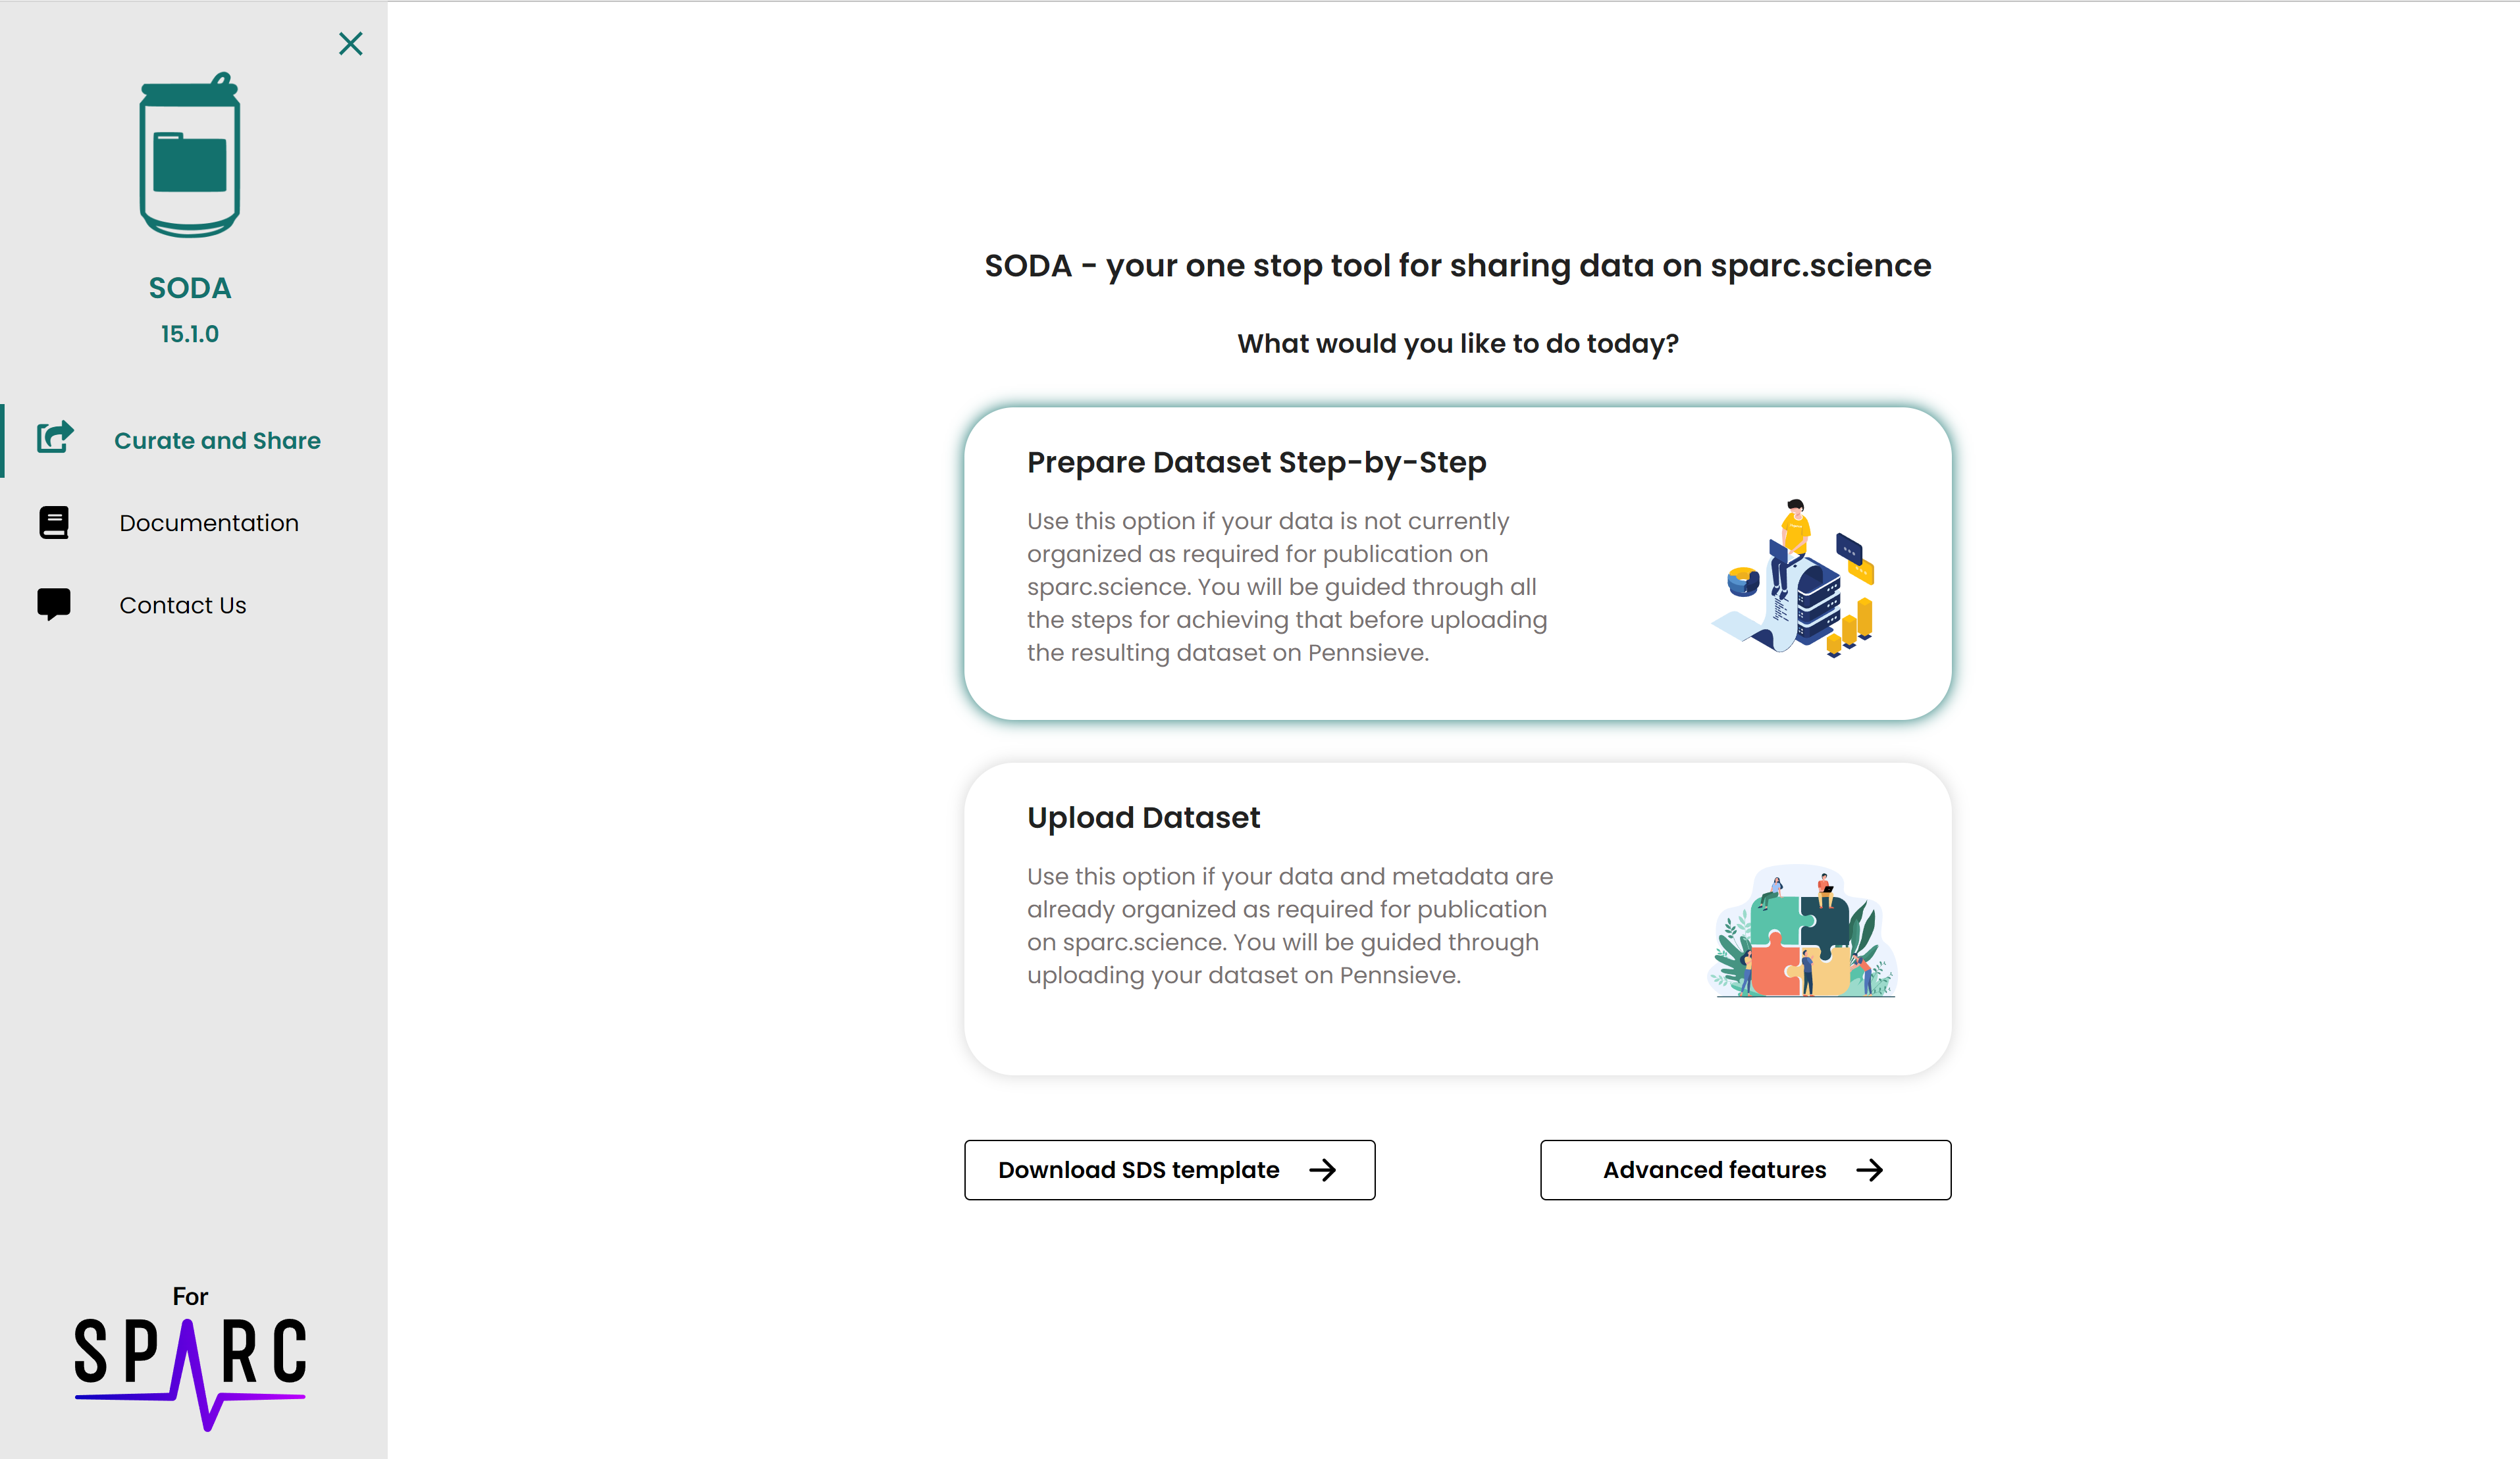 SODA
15.1.0
Curate and Share
Documentation
Contact Us
For
SPARC
SODA - your one stop tool for sharing data on sparc.science
What would you like to do today?
Prepare Dataset Step-by-Step
Use this option if your data is not currently
organized as required for publication on
sparc.science. You will be guided through all
the steps for achieving that before uploading
the resulting dataset on Pennsieve.
Upload Dataset
Use this option if your data and metadata are
already organized as required for publication
on sparc.science. You will be guided through
uploading your dataset on Pennsieve.
Download SDS template
Advanced features